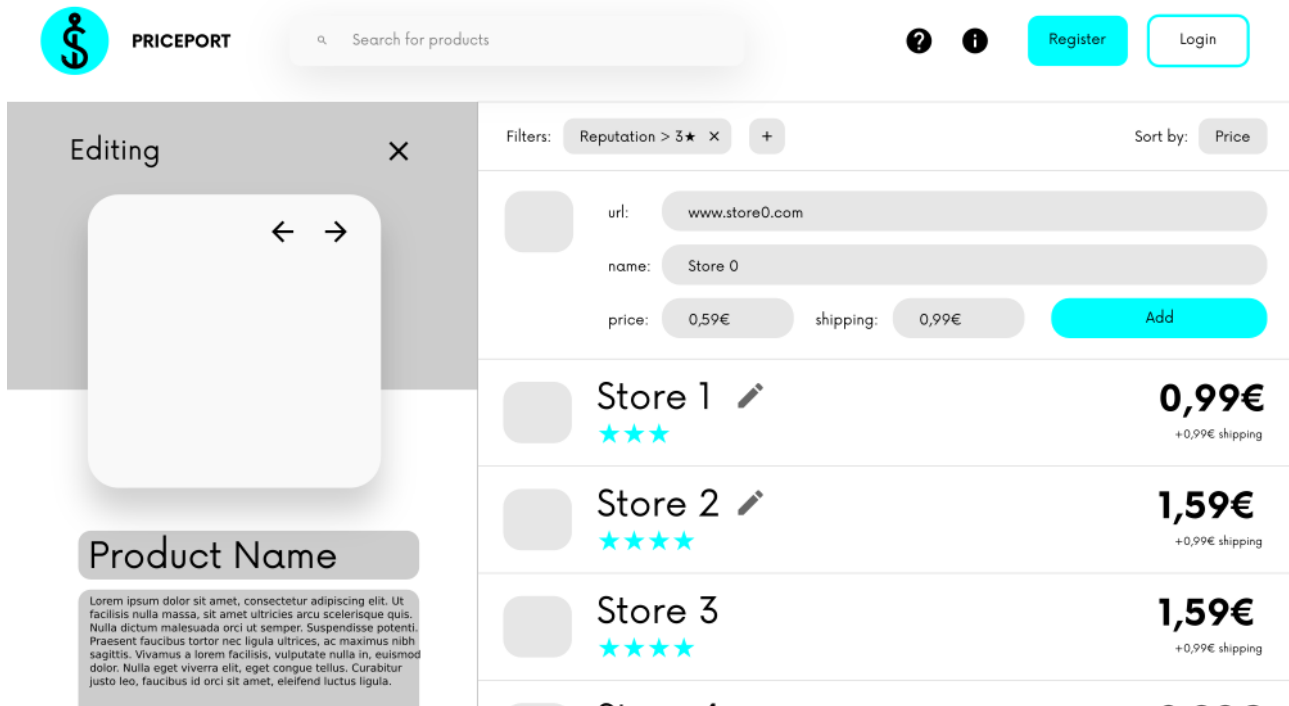 PRICEPORT
Search for products
Register
Login
Editing
Product Name
Lorem ipsum dolor sit amet, consectetur adipiscing elit. Ut
facilisis nulla massa, sit amet ultricies arcu scelerisque quis.
Nulla dictum malesuada orci ut semper. Suspendisse potenti.
Praesent faucibus tortor nec ligula ultrices, ac maximus nibh
sagittis. Vivamus a lorem facilisis, vulputate nulla in, euismod
dolor. Nulla eget viverra elit, eget congue tellus. Curabitur
justo leo, faucibus id orci sit amet, eleifend luctus ligula.
Filters: Reputation > 3★ × + Sort by: Price
url: www.store0.com
name: Store 0
price: 0,59€ shipping: 0,99€ Add
Store 1 0,99€
★★★ +0,99€ shipping
Store 2 1,59€
★★★★ +0,99€ shipping
Store 3 1,59€
★★★★ +0,99€ shipping